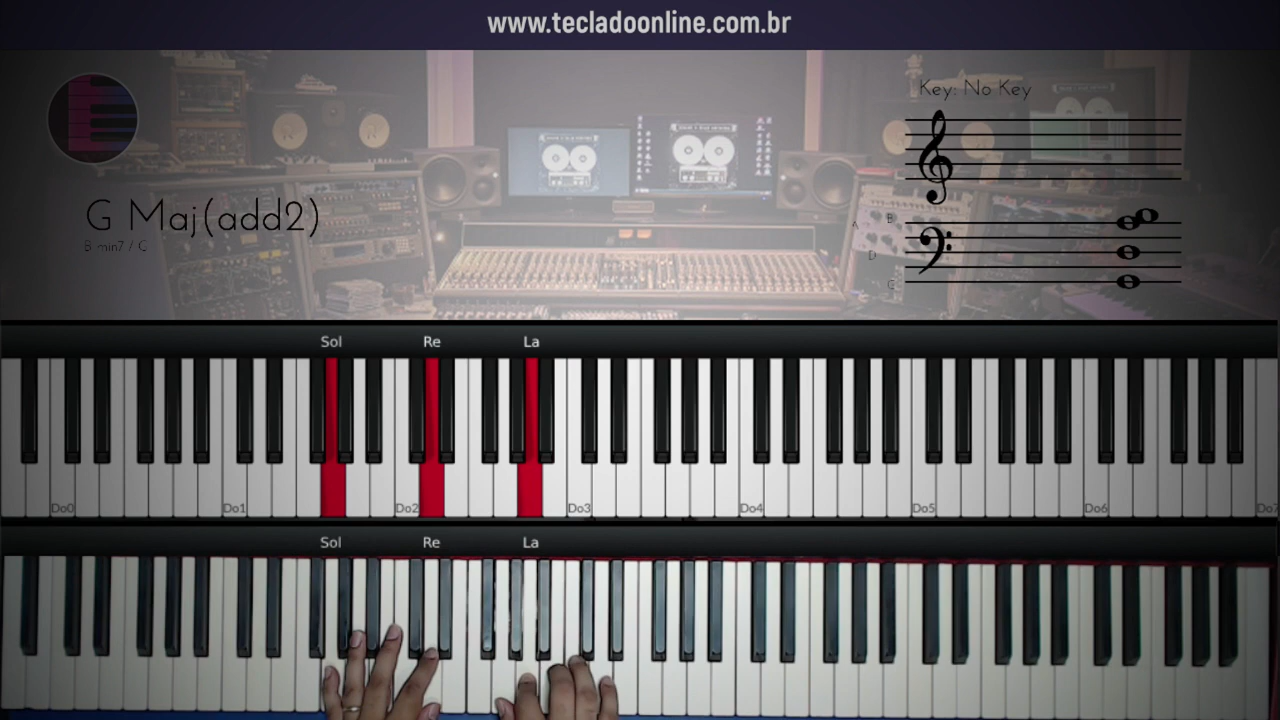 www.tecladoonline.com.br
Key: No Key
G Maj(add2)
B min7 / G
B
A
D
G
Sol Re La
Do0 Do1 Do2 Do3 Do4 Do5 Do6 Do7
Sol Re La